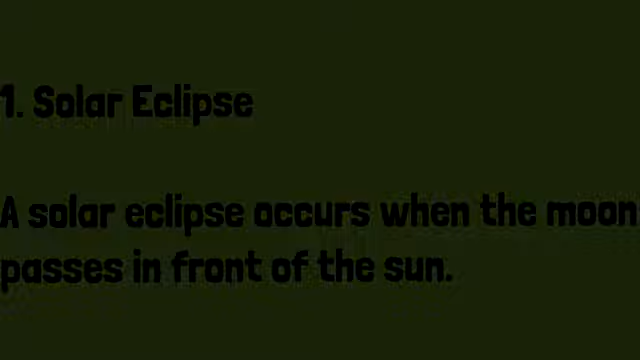 1. Solar Eclipse
A solar eclipse occurs when the moon
passes in front of the sun.